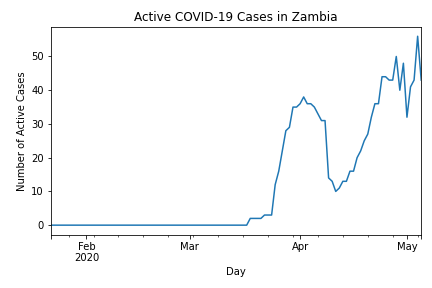 Active COVID-19 Cases in Zambia
Number of Active Cases
50
40
30
20
10
0
Feb
2020
Mar
Apr
May
Day